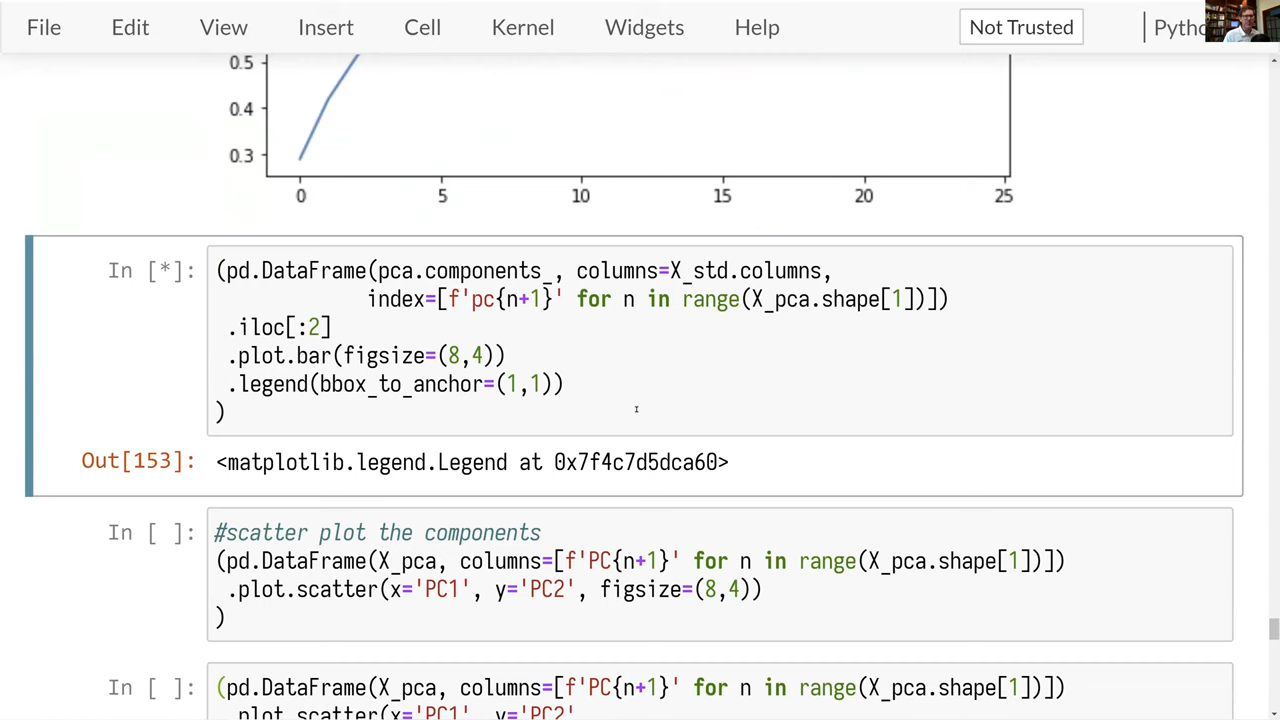 File Edit View Insert Cell Kernel Widgets Help Not Trusted
0.5
0.4
0.3
0 5 10 15 20 25
In [*]: (pd.DataFrame(pca.components_, columns=X_std.columns,
index=[f'pc{n+1}' for n in range(X_pca.shape[1])])
.iloc[:2]
.plot.bar(figsize=(8,4))
.legend(bbox_to_anchor=(1,1))
)
Out[153]: <matplotlib.legend.Legend at 0x7f4c7d5dca60>
In [ ]: #scatter plot the components
(pd.DataFrame(X_pca, columns=[f'PC{n+1}' for n in range(X_pca.shape[1])])
.plot.scatter(x='PC1', y='PC2', figsize=(8,4))
)
In [ ]: (pd.DataFrame(X_pca, columns=[f'PC{n+1}' for n in range(X_pca.shape[1])])
.plot.scatter(x='PC1', y='PC2'